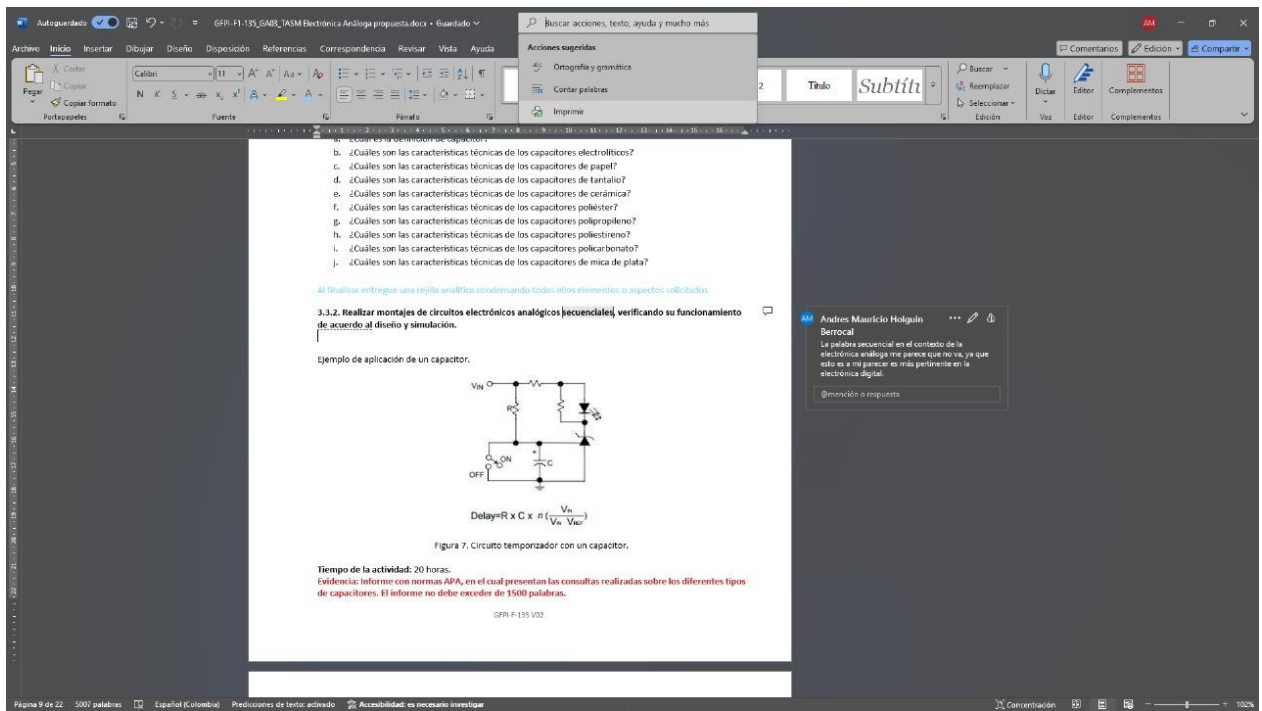 Autoguardado
GFPI-F1-135_GA03_TASM Electrónica Análoga propuesta.docx • Guardado
Buscar acciones, texto, ayuda y mucho más
AM
Archivo Inicio Insertar Dibujar Diseño Disposición Referencias Correspondencia Revisar Vista Ayuda
Comentarios Edición Compartir
Acciones sugeridas
Ortografía y gramática
Contar palabras
Imprimir
Pegar
Cortar
Copiar
Copiar formato
Portapapeles
Calibri 11
N K S
Fuente
Párrafo
2
Título
Subtít
Buscar
Reemplazar
Seleccionar
Edición
Dictar
Voz
Editor
Editor
Complementos
Complementos
a. ¿Cuál es la definición de capacitor?
b. ¿Cuáles son las características técnicas de los capacitores electrolíticos?
c. ¿Cuáles son las características técnicas de los capacitores de papel?
d. ¿Cuáles son las características técnicas de los capacitores de tantalio?
e. ¿Cuáles son las características técnicas de los capacitores de cerámica?
f. ¿Cuáles son las características técnicas de los capacitores poliéster?
g. ¿Cuáles son las características técnicas de los capacitores polipropileno?
h. ¿Cuáles son las características técnicas de los capacitores poliestireno?
i. ¿Cuáles son las características técnicas de los capacitores policarbonato?
j. ¿Cuáles son las características técnicas de los capacitores de mica de plata?
Al finalizar entregue una rejilla analítica condensando todos ellos elementos o aspectos solicitados
3.3.2. Realizar montajes de circuitos electrónicos analógicos secuenciales, verificando su funcionamiento
de acuerdo al diseño y simulación.
Ejemplo de aplicación de un capacitor.
VIN
R
ON
OFF
+
C
Delay=R x C x n (VIN / VIN VREF)
Figura 7. Circuito temporizador con un capacitor.
Tiempo de la actividad: 20 horas.
Evidencia: Informe con normas APA, en el cual presentan las consultas realizadas sobre los diferentes tipos
de capacitores. El informe no debe exceder de 1500 palabras.
GFPI-F-135 V02
AM Andres Mauricio Holguin
Berrocal
La palabra secuencial en el contexto de la
electrónica análoga me parece que no va, ya que
esto es a mi parecer es más pertinente en la
electrónica digital.
@mención o respuesta
Página 9 de 22 5007 palabras Español (Colombia) Predicciones de texto: activado Accesibilidad: es necesario investigar
Concentración 102%